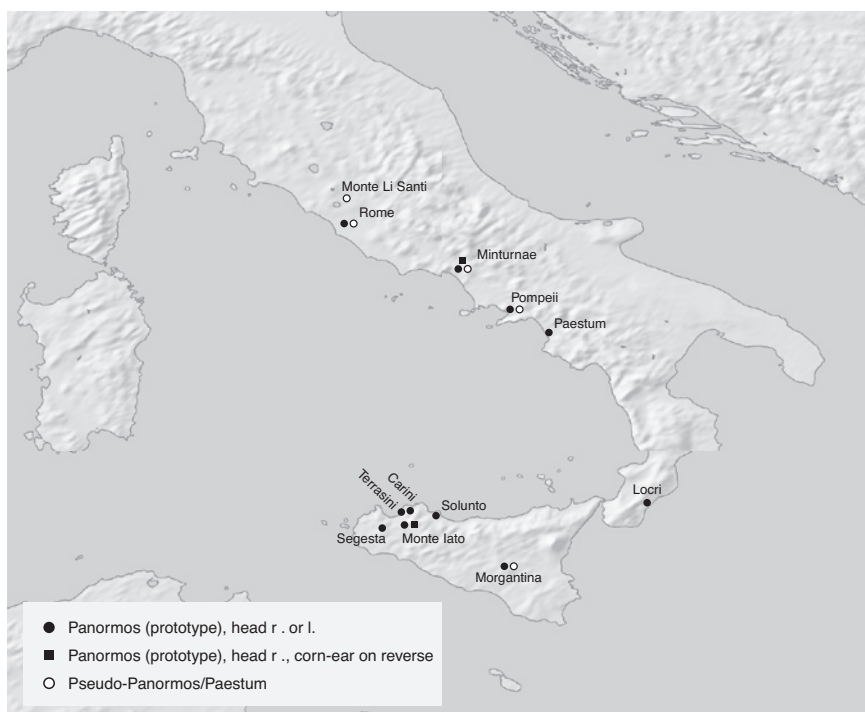 Monte Li Santi
Rome
Minturnae
Pompeii
Paestum
Carini
Terrasini
Solunto
Locri
Segesta
Monte Iato
Morgantina
Panormos (prototype), head r . or l.
Panormos (prototype), head r ., corn-ear on reverse
Pseudo-Panormos/Paestum